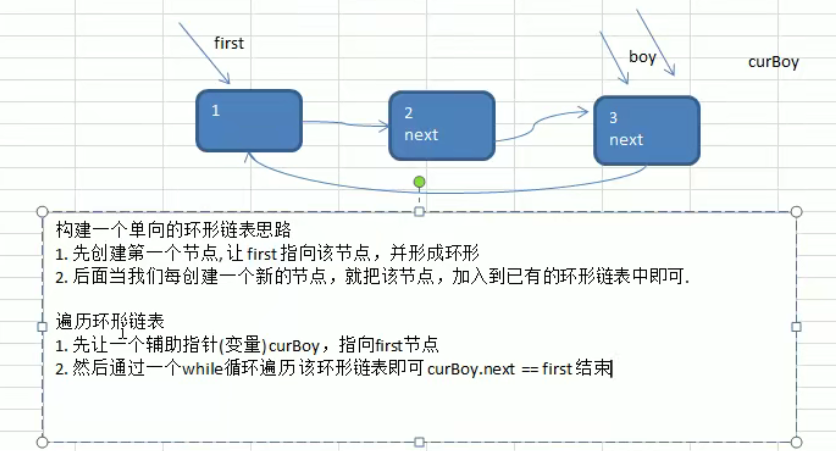 first
boy
curBoy
1
2
next
3
next
构建一个单向的环形链表思路
1. 先创建第一个节点, 让 first 指向该节点，并形成环形
2. 后面当我们每创建一个新的节点，就把该节点，加入到已有的环形链表中即可.
遍历环形链表
1. 先让一个辅助指针(变量) curBoy，指向first节点
2. 然后通过一个while循环遍历 该环形链表即可 curBoy.next == first 结束